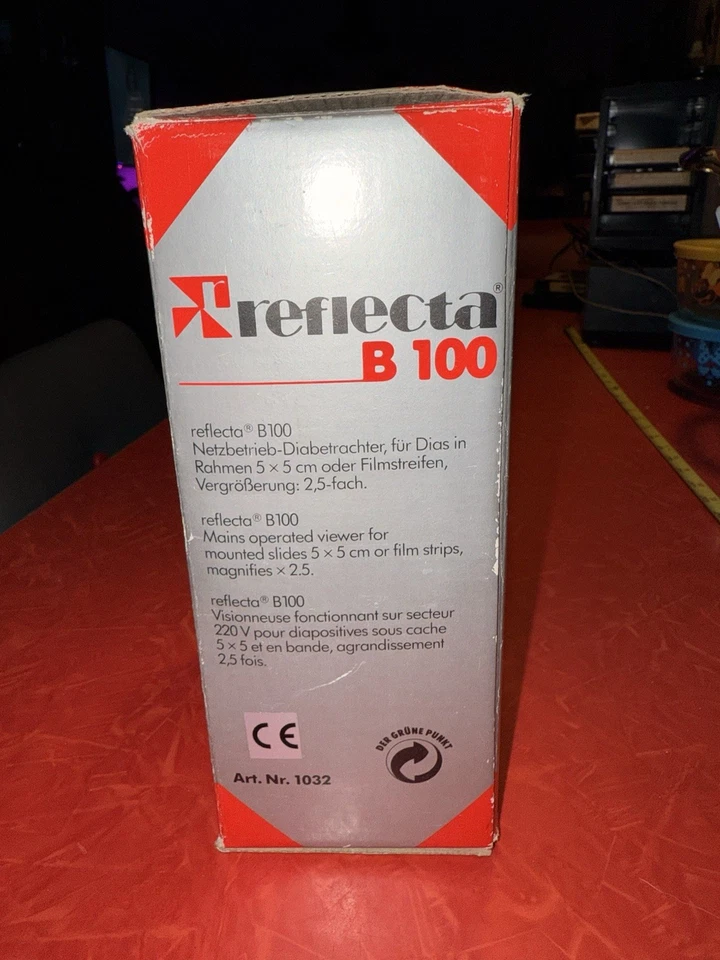 r reflecta®
B 100
reflecta® B100
Netzbetrieb-Diabetrachter, für Dias in
Rahmen 5 × 5 cm oder Filmstreifen,
Vergrößerung: 2,5-fach.
reflecta® B100
Mains operated viewer for
mounted slides 5 × 5 cm or film strips,
magnifies × 2.5.
reflecta® B100
Visionneuse fonctionnant sur secteur
220 V pour diapositives sous cache
5 × 5 et en bande, agrandissement
2,5 fois.
CE
DER GRÜNE PUNKT
Art. Nr. 1032